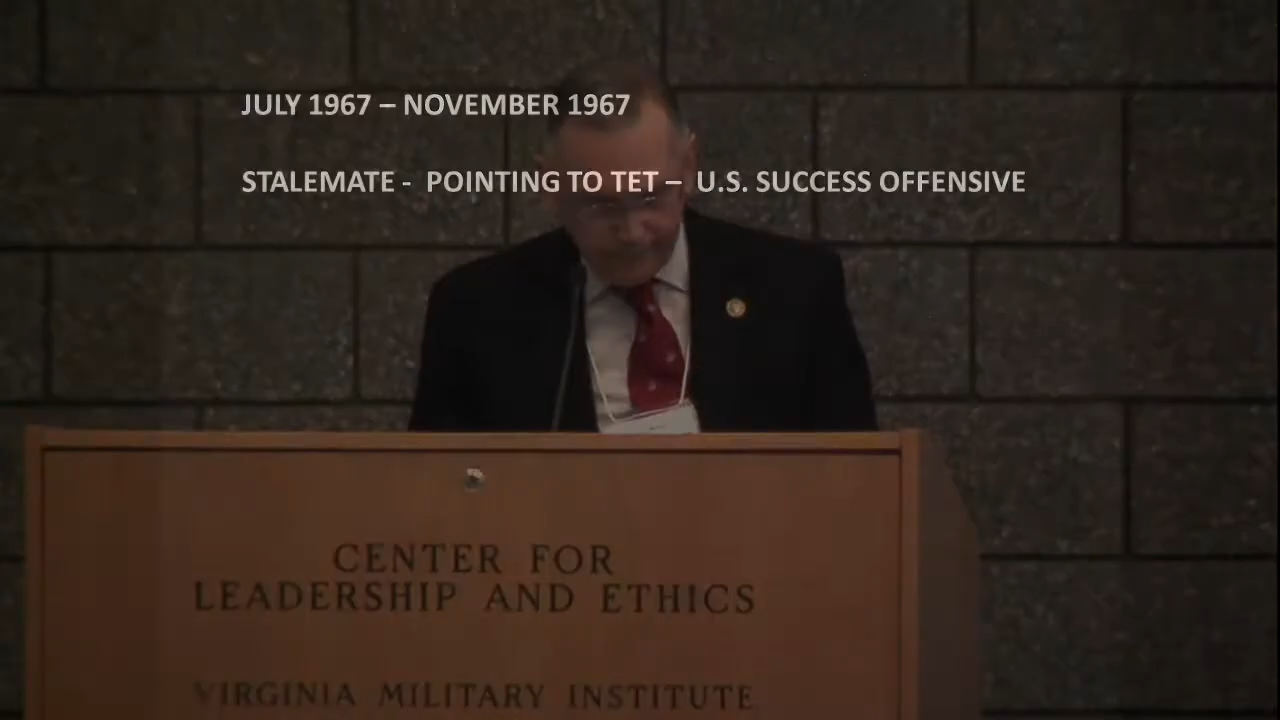 JULY 1967 – NOVEMBER 1967
STALEMATE - POINTING TO TET – U.S. SUCCESS OFFENSIVE
CENTER FOR
LEADERSHIP AND ETHICS
VIRGINIA MILITARY INSTITUTE